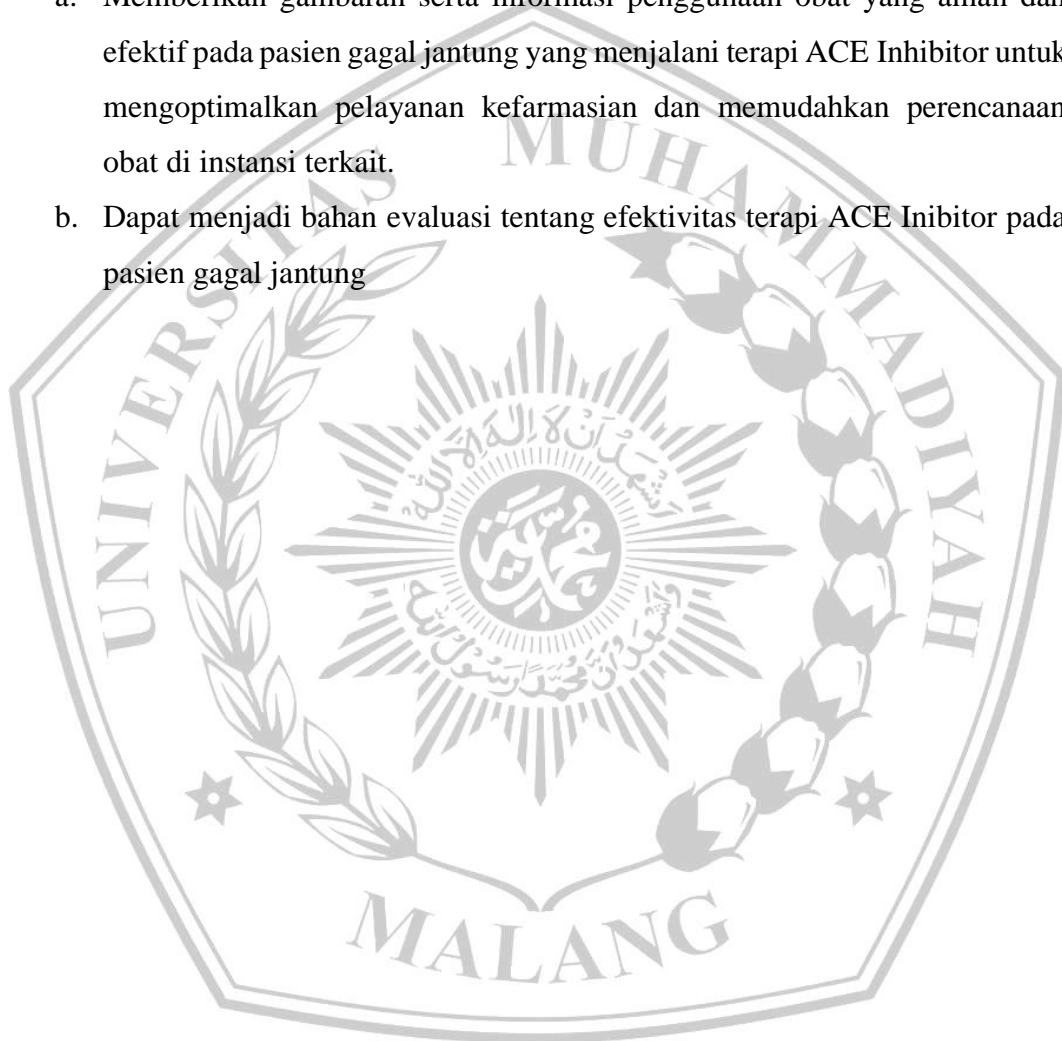 a. Memberikan gambaran serta informasi penggunaan obat yang aman dan
efektif pada pasien gagal jantung yang menjalani terapi ACE Inhibitor untuk
mengoptimalkan pelayanan kefarmasian dan memudahkan perencanaan
obat di instansi terkait.
b. Dapat menjadi bahan evaluasi tentang efektivitas terapi ACE Inibitor pada
pasien gagal jantung
UNIVERSITAS MUHAMMADIYAH
MALANG